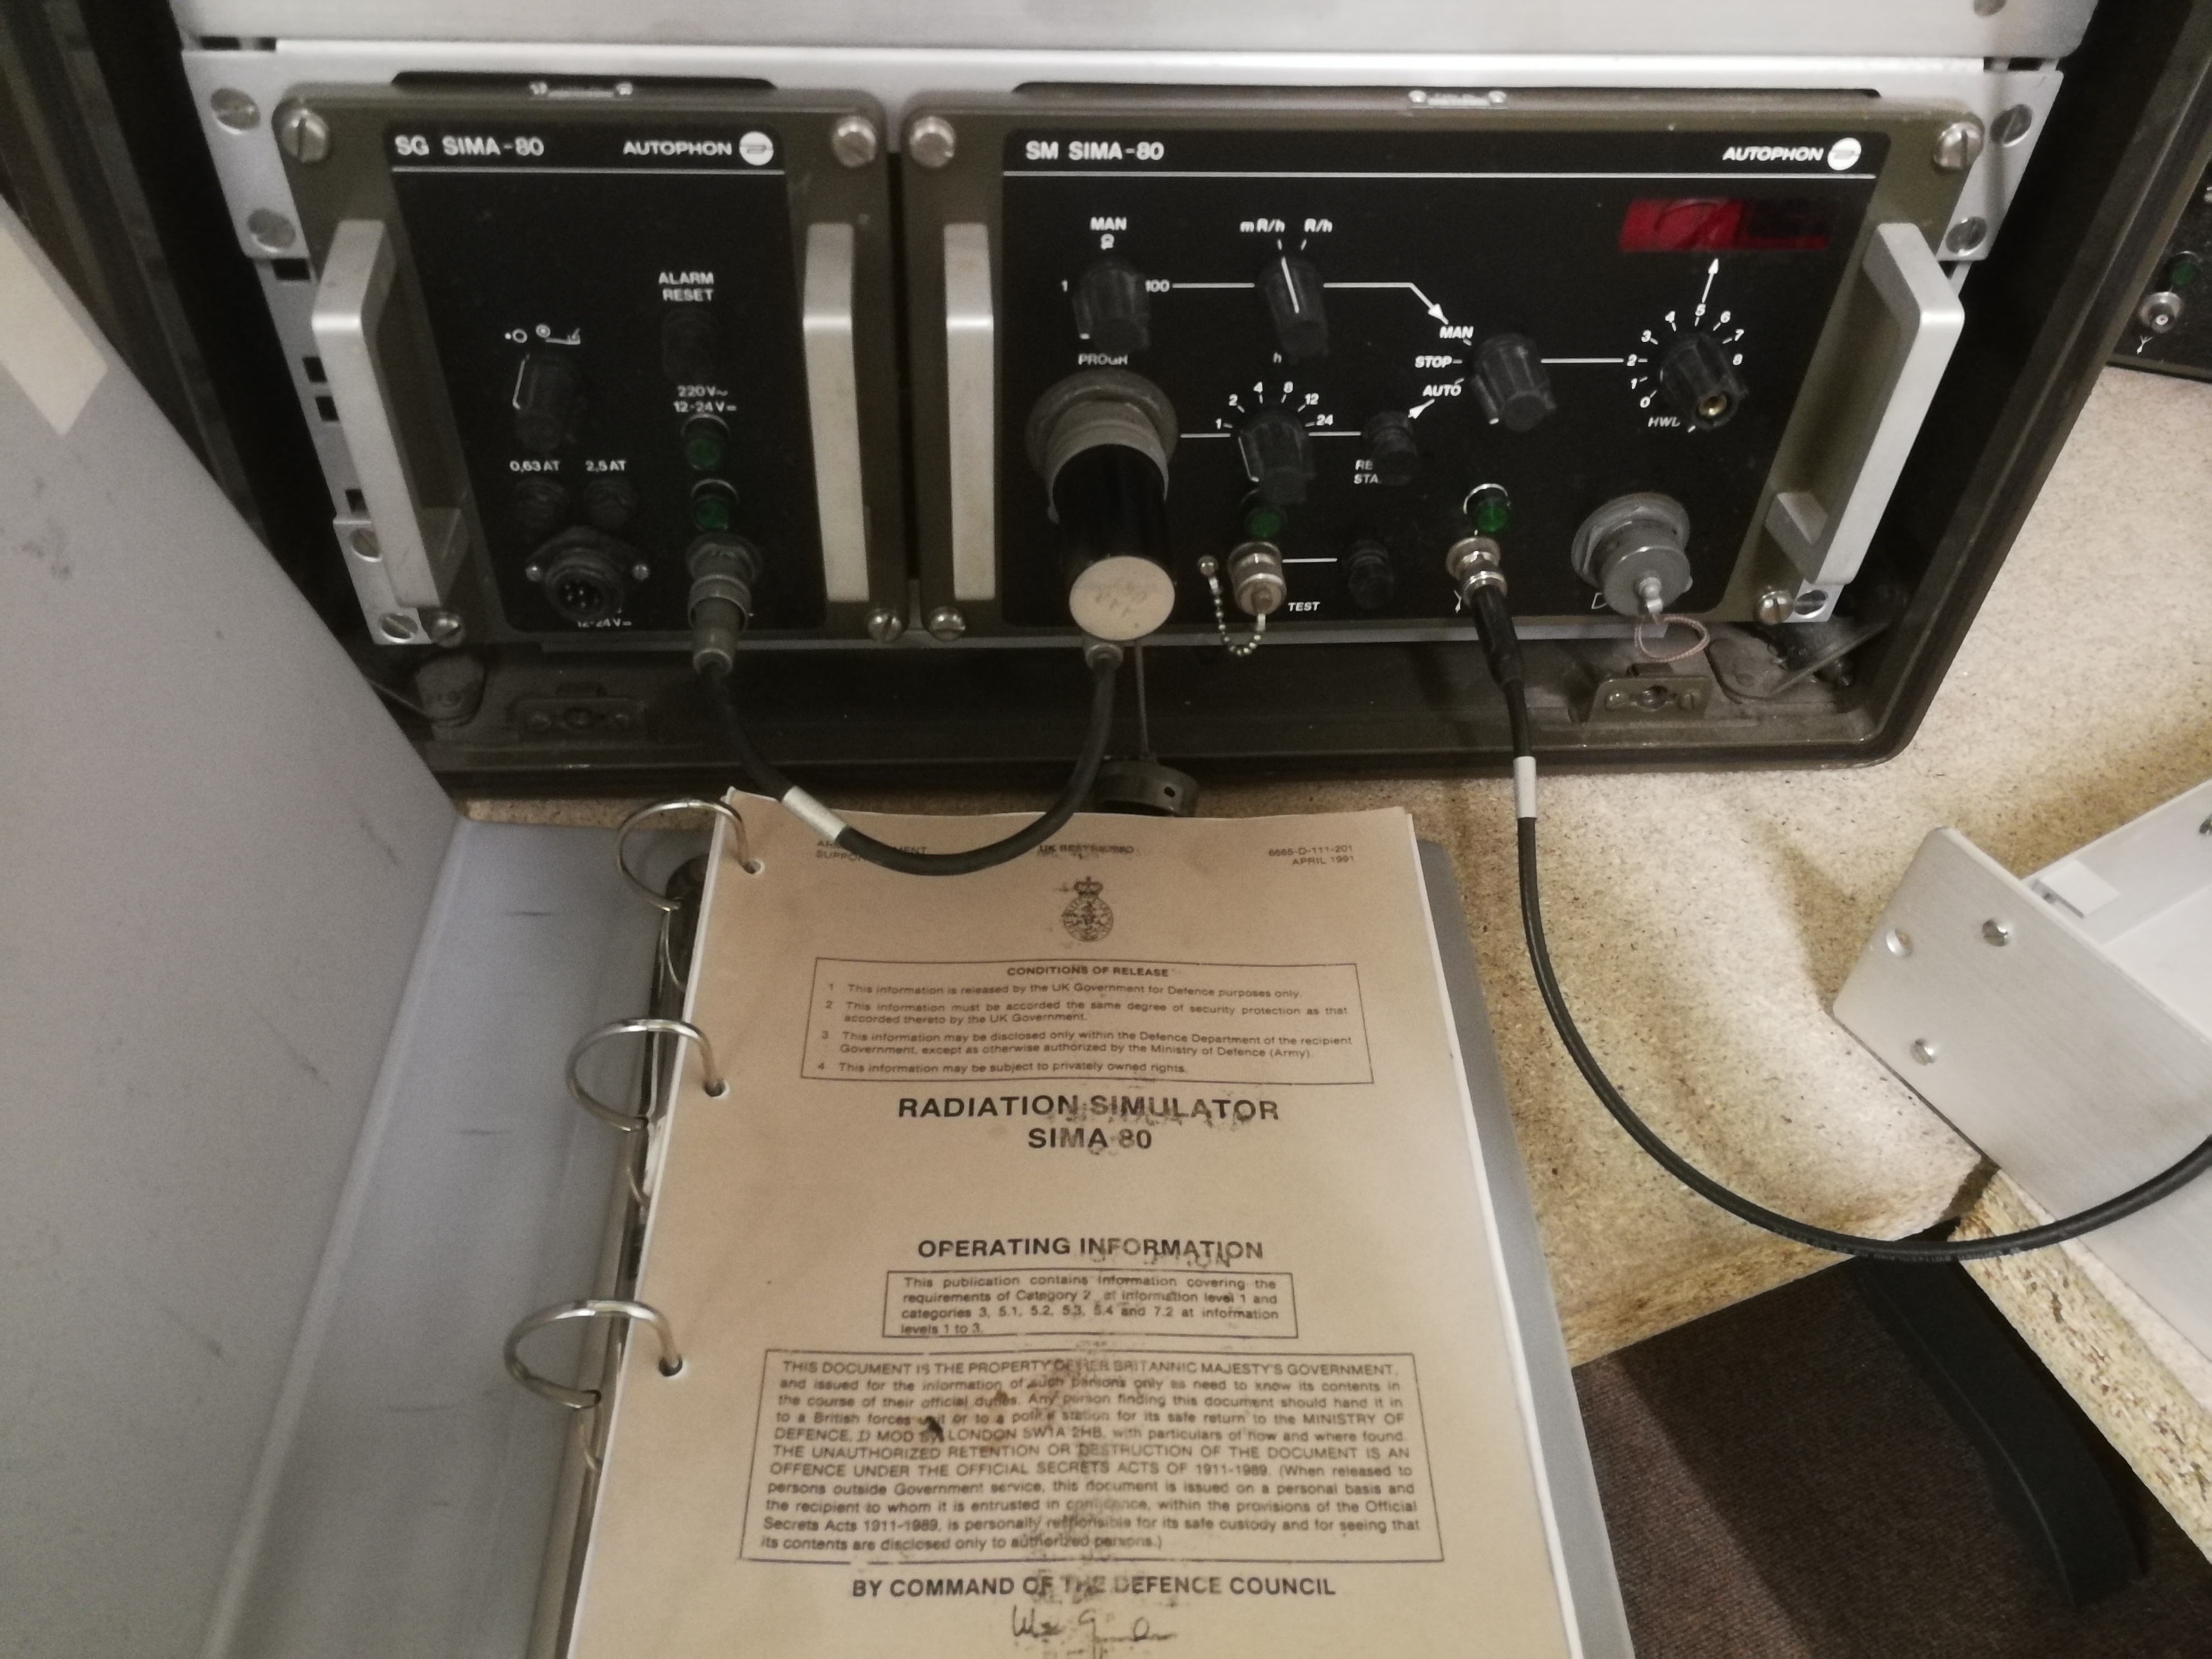 SG SIMA-80 AUTOPHON
ALARM
RESET
220V~
12-24V=
0,63 AT 2,5 AT
12-24V=
SM SIMA-80 AUTOPHON
MAN
1 100
mR/h R/h
PROGR
h
1 2 4 8 12 24
MAN
STOP
AUTO
RE
STA
TEST
0 1 2 3 4 5 6 7 8
HWL
UK RESTRICTED
6665-D-111-201
APRIL 1991
CONDITIONS OF RELEASE
1 This information is released by the UK Government for Defence purposes only.
2 This information must be accorded the same degree of security protection as that
accorded thereto by the UK Government.
3 This information may be disclosed only within the Defence Department of the recipient
Government, except as otherwise authorized by the Ministry of Defence (Army).
4 This information may be subject to privately owned rights.
RADIATION SIMULATOR
SIMA 80
OPERATING INFORMATION
This publication contains information covering the
requirements of Category 2 at information level 1 and
categories 3, 5.1, 5.2, 5.3, 5.4 and 7.2 at information
levels 1 to 3.
THIS DOCUMENT IS THE PROPERTY OF HER BRITANNIC MAJESTY'S GOVERNMENT,
and issued for the information of such persons only as need to know its contents in
the course of their official duties. Any person finding this document should hand it in
to a British forces unit or to a police station for its safe return to the MINISTRY OF
DEFENCE, D MOD Sy, LONDON SW1A 2HB, with particulars of how and where found.
THE UNAUTHORIZED RETENTION OR DESTRUCTION OF THE DOCUMENT IS AN
OFFENCE UNDER THE OFFICIAL SECRETS ACTS OF 1911-1989. (When released to
persons outside Government service, this document is issued on a personal basis and
the recipient to whom it is entrusted in confidence, within the provisions of the Official
Secrets Acts 1911-1989, is personally responsible for its safe custody and for seeing that
its contents are disclosed only to authorized persons.)
BY COMMAND OF THE DEFENCE COUNCIL